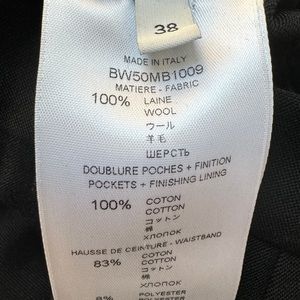 38
MADE IN ITALY
BW50MB1009
MATIERE - FABRIC
100% LAINE
WOOL
ウール
羊毛
ШЕРСТЬ
DOUBLURE POCHES + FINITION
POCKETS + FINISHING LINING
100% COTON
COTTON
コットン
棉
ХЛОПОК
HAUSSE DE CEINTURE - WAISTBAND
83% COTON
COTTON
コットン
棉
ХЛОПОК
POLYESTER
POLYESTER